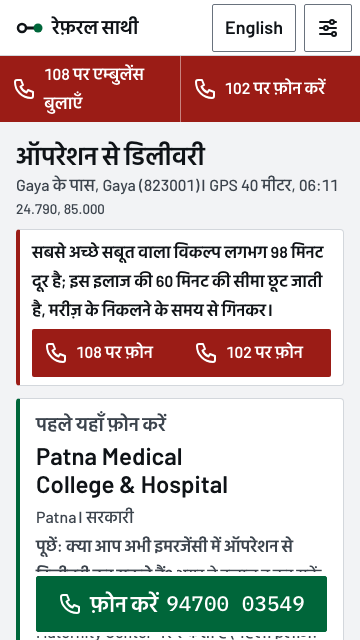 रेफ़रल साथी
English
108 पर एम्बुलेंस
बुलाएँ
102 पर फ़ोन करें
ऑपरेशन से डिलीवरी
Gaya के पास, Gaya (823001)। GPS 40 मीटर, 06:11
24.790, 85.000
सबसे अच्छे सबूत वाला विकल्प लगभग 98 मिनट
दूर है; इस इलाज की 60 मिनट की सीमा छूट जाती
है, मरीज़ के निकलने के समय से गिनकर।
108 पर फ़ोन
102 पर फ़ोन
पहले यहाँ फ़ोन करें
Patna Medical
College & Hospital
Patna। सरकारी
पूछें: क्या आप अभी इमरजेंसी में ऑपरेशन से
फ़ोन करें 94700 03549